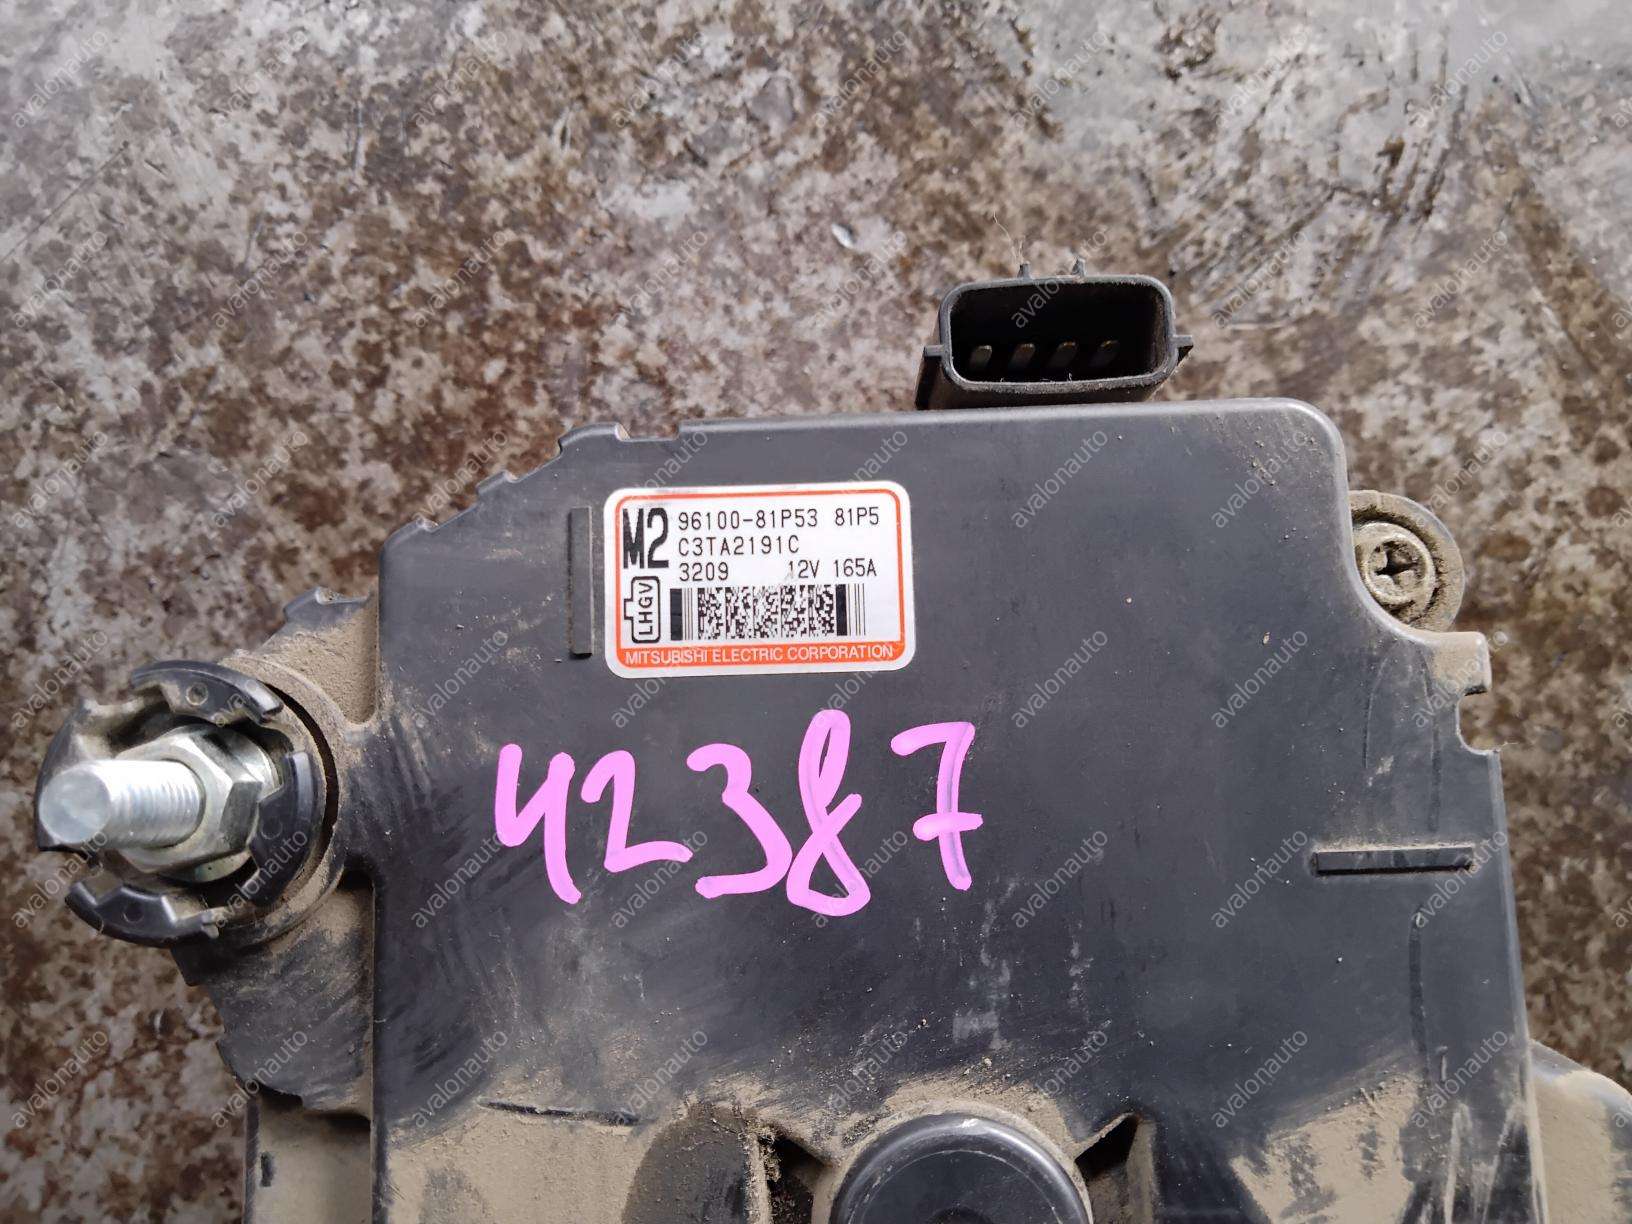 M2
96100-81P53 81P5
C3TA2191C
3209 12V 165A
LHGV
MITSUBISHI ELECTRIC CORPORATION
42387
avalonauto